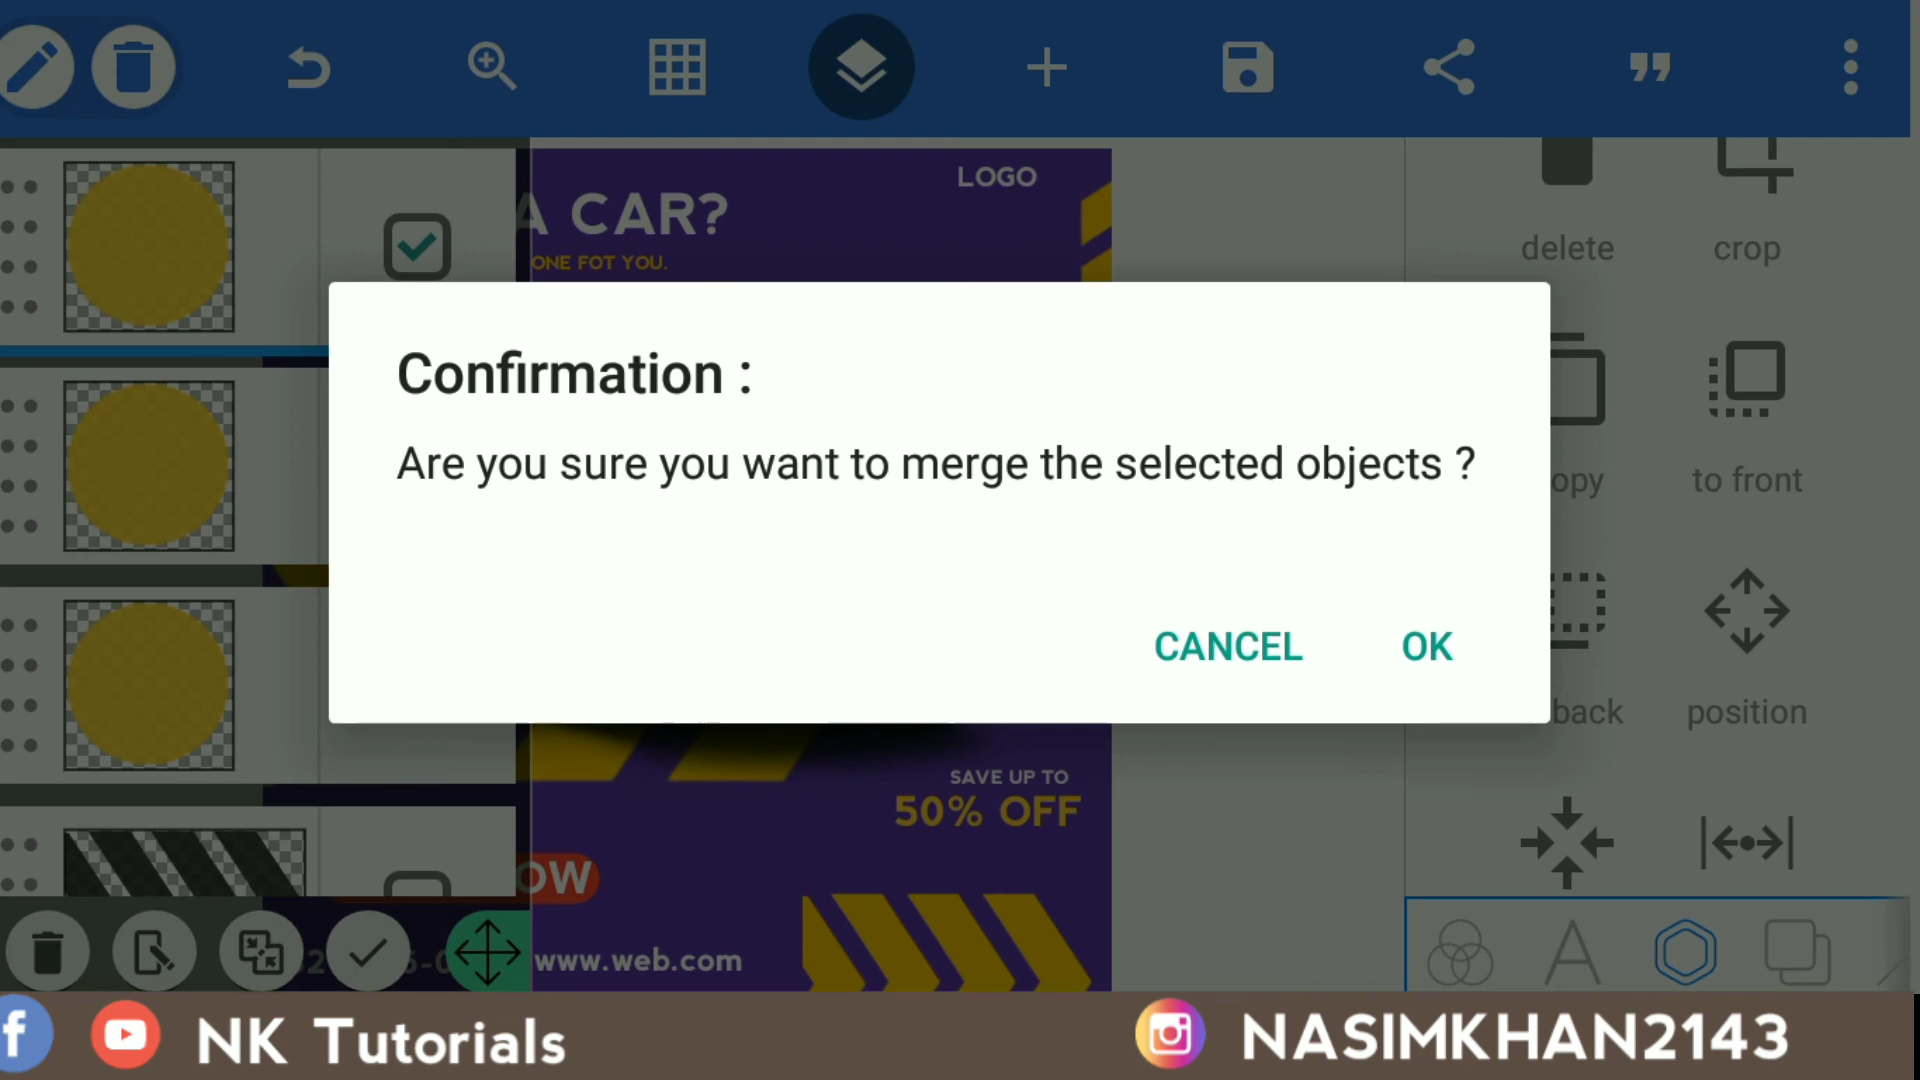 LOGO
A CAR?
ONE FOT YOU.
delete
crop
Confirmation :
Are you sure you want to merge the selected objects ?
opy
to front
CANCEL
OK
back
position
SAVE UP TO
50% OFF
OW
www.web.com
NK Tutorials
NASIMKHAN2143